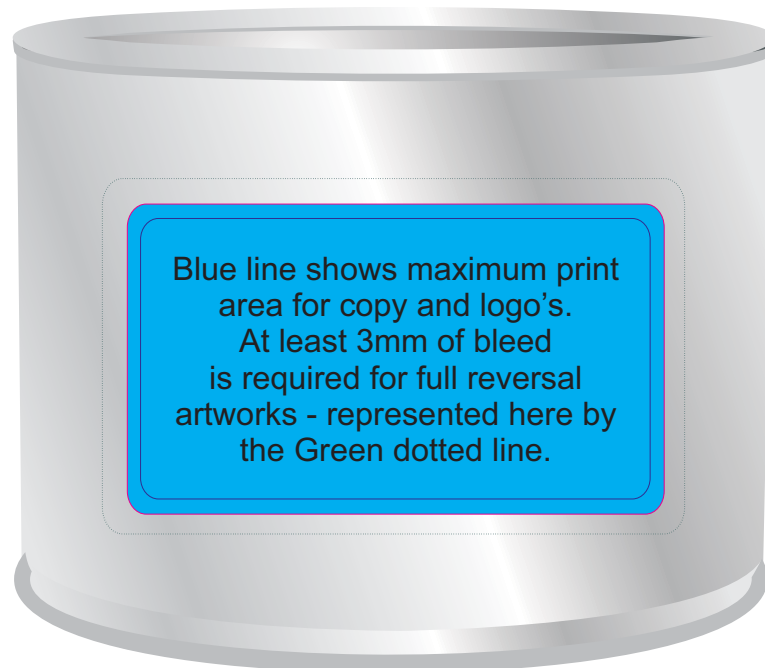 Blue line shows maximum print
area for copy and logo’s.
At least 3mm of bleed
is required for full reversal
artworks - represented here by
the Green dotted line.